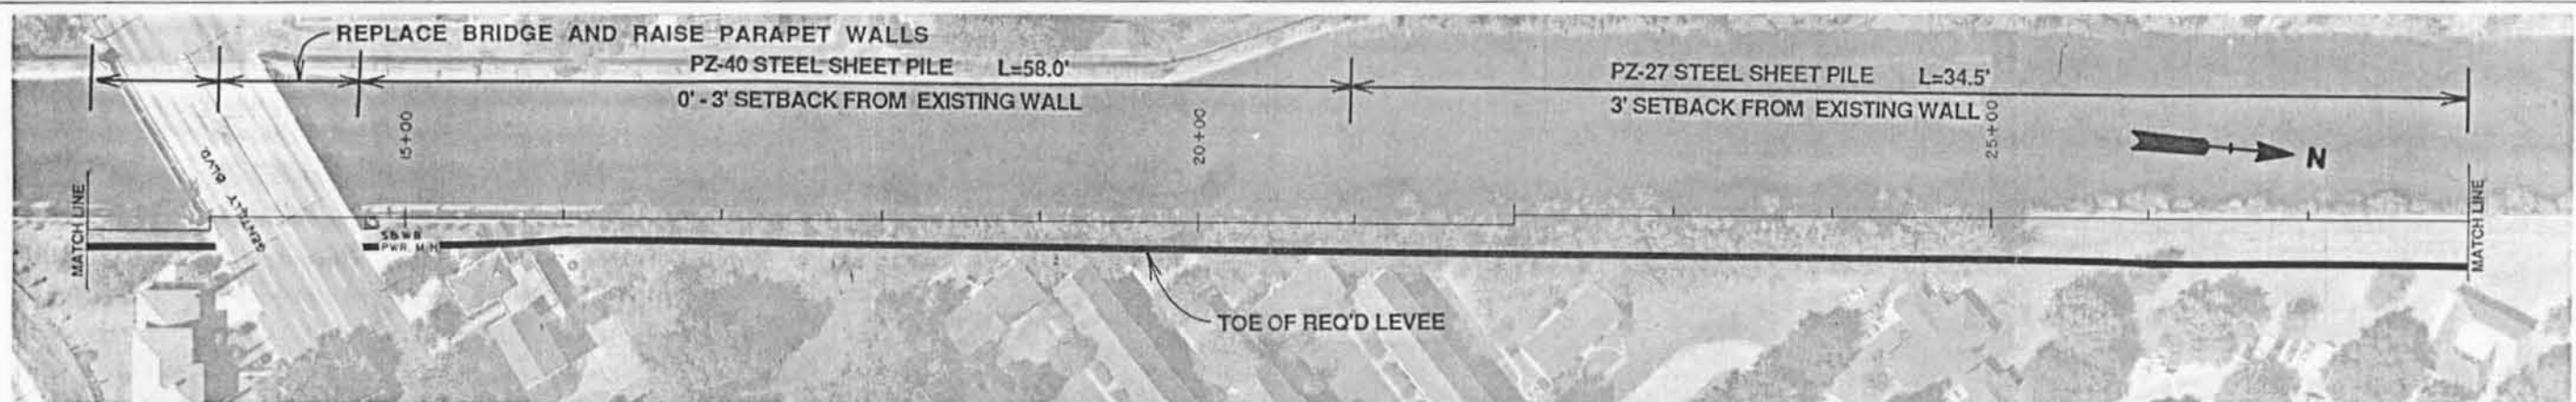 REPLACE BRIDGE AND RAISE PARAPET WALLS
PZ-40 STEEL SHEET PILE L=58.0'
0' - 3' SETBACK FROM EXISTING WALL
PZ-27 STEEL SHEET PILE L=34.5'
3' SETBACK FROM EXISTING WALL
15+00
20+00
25+00
N
MATCH LINE
GENTILLY BLVD.
S&WB
PWR. M.H.
MATCH LINE
TOE OF REQ'D LEVEE